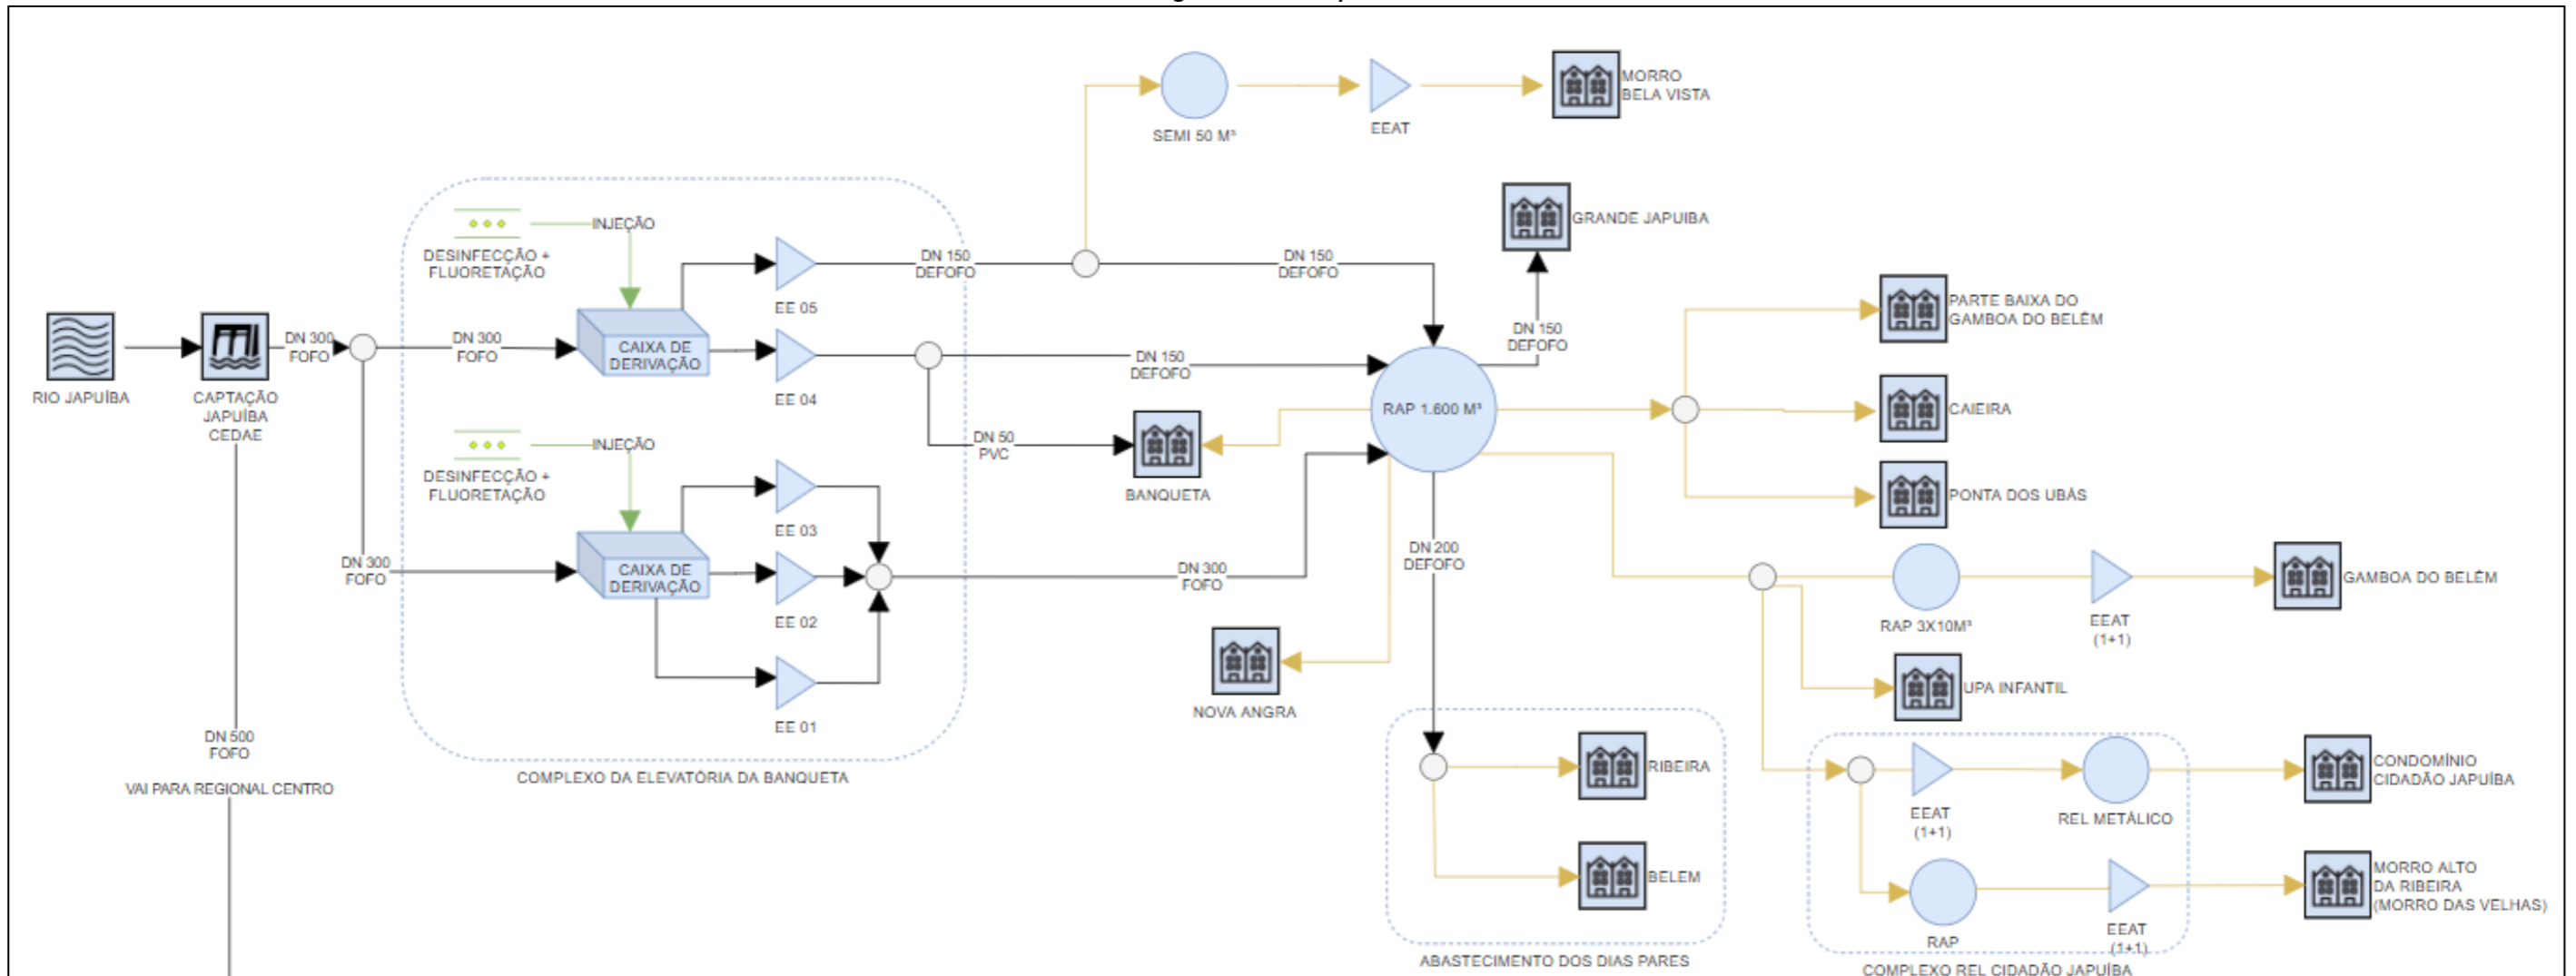 MORRO
BELA VISTA
SEMI 50 M³
EEAT
INJEÇÃO
DESINFECÇÃO +
FLUORETAÇÃO
GRANDE JAPUIBA
DN 150
DEFOFO
DN 150
DEFOFO
EE 05
PARTE BAIXA DO
GAMBOA DO BELÉM
DN 300
FOFO
DN 300
FOFO
CAIXA DE
DERIVAÇÃO
DN 150
DEFOFO
DN 150
DEFOFO
RIO JAPUÍBA
CAPTAÇÃO
JAPUÍBA
CEDAE
EE 04
RAP 1.600 M³
CAIEIRA
INJEÇÃO
DN 50
PVC
DESINFECÇÃO +
FLUORETAÇÃO
BANQUETA
PONTA DOS UBÁS
EE 03
DN 300
FOFO
CAIXA DE
DERIVAÇÃO
DN 300
FOFO
DN 200
DEFOFO
GAMBOA DO BELÉM
EE 02
RAP 3X10M³
EEAT
(1+1)
UPA INFANTIL
NOVA ANGRA
EE 01
DN 500
FOFO
COMPLEXO DA ELEVATÓRIA DA BANQUETA
VAI PARA REGIONAL CENTRO
RIBEIRA
CONDOMÍNIO
CIDADÃO JAPUÍBA
EEAT
(1+1)
REL METÁLICO
BELEM
MORRO ALTO
DA RIBEIRA
(MORRO DAS VELHAS)
RAP
EEAT
(1+1)
ABASTECIMENTO DOS DIAS PARES
COMPLEXO REL CIDADÃO JAPUÍBA